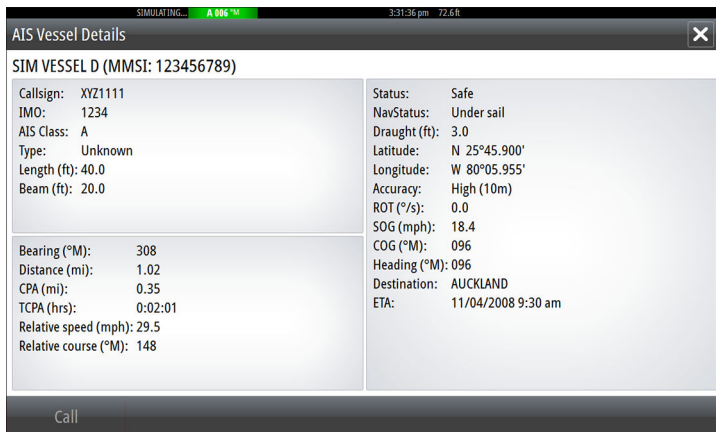 SIMULATING... A 006 °M 3:31:36 pm 72.6 ft
AIS Vessel Details
SIM VESSEL D (MMSI: 123456789)
Callsign: XYZ1111
IMO: 1234
AIS Class: A
Type: Unknown
Length (ft): 40.0
Beam (ft): 20.0
Bearing (°M): 308
Distance (mi): 1.02
CPA (mi): 0.35
TCPA (hrs): 0:02:01
Relative speed (mph): 29.5
Relative course (°M): 148
Status: Safe
NavStatus: Under sail
Draught (ft): 3.0
Latitude: N 25°45.900'
Longitude: W 80°05.955'
Accuracy: High (10m)
ROT (°/s): 0.0
SOG (mph): 18.4
COG (°M): 096
Heading (°M): 096
Destination: AUCKLAND
ETA: 11/04/2008 9:30 am
Call